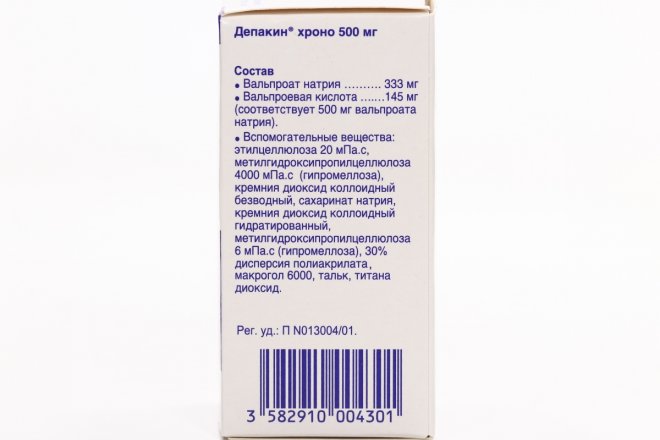 Депакин® хроно 500 мг
Состав
• Вальпроат натрия .......... 333 мг
• Вальпроевая кислота ......145 мг
(соответствует 500 мг вальпроата
натрия).
• Вспомогательные вещества:
этилцеллюлоза 20 мПа.с,
метилгидроксипропилцеллюлоза
4000 мПа.с (гипромеллоза),
кремния диоксид коллоидный
безводный, сахаринат натрия,
кремния диоксид коллоидный
гидратированный,
метилгидроксипропилцеллюлоза
6 мПа.с (гипромеллоза), 30%
дисперсия полиакрилата,
макрогол 6000, тальк, титана
диоксид.
Рег. уд.: П N013004/01.
3 582910 004301